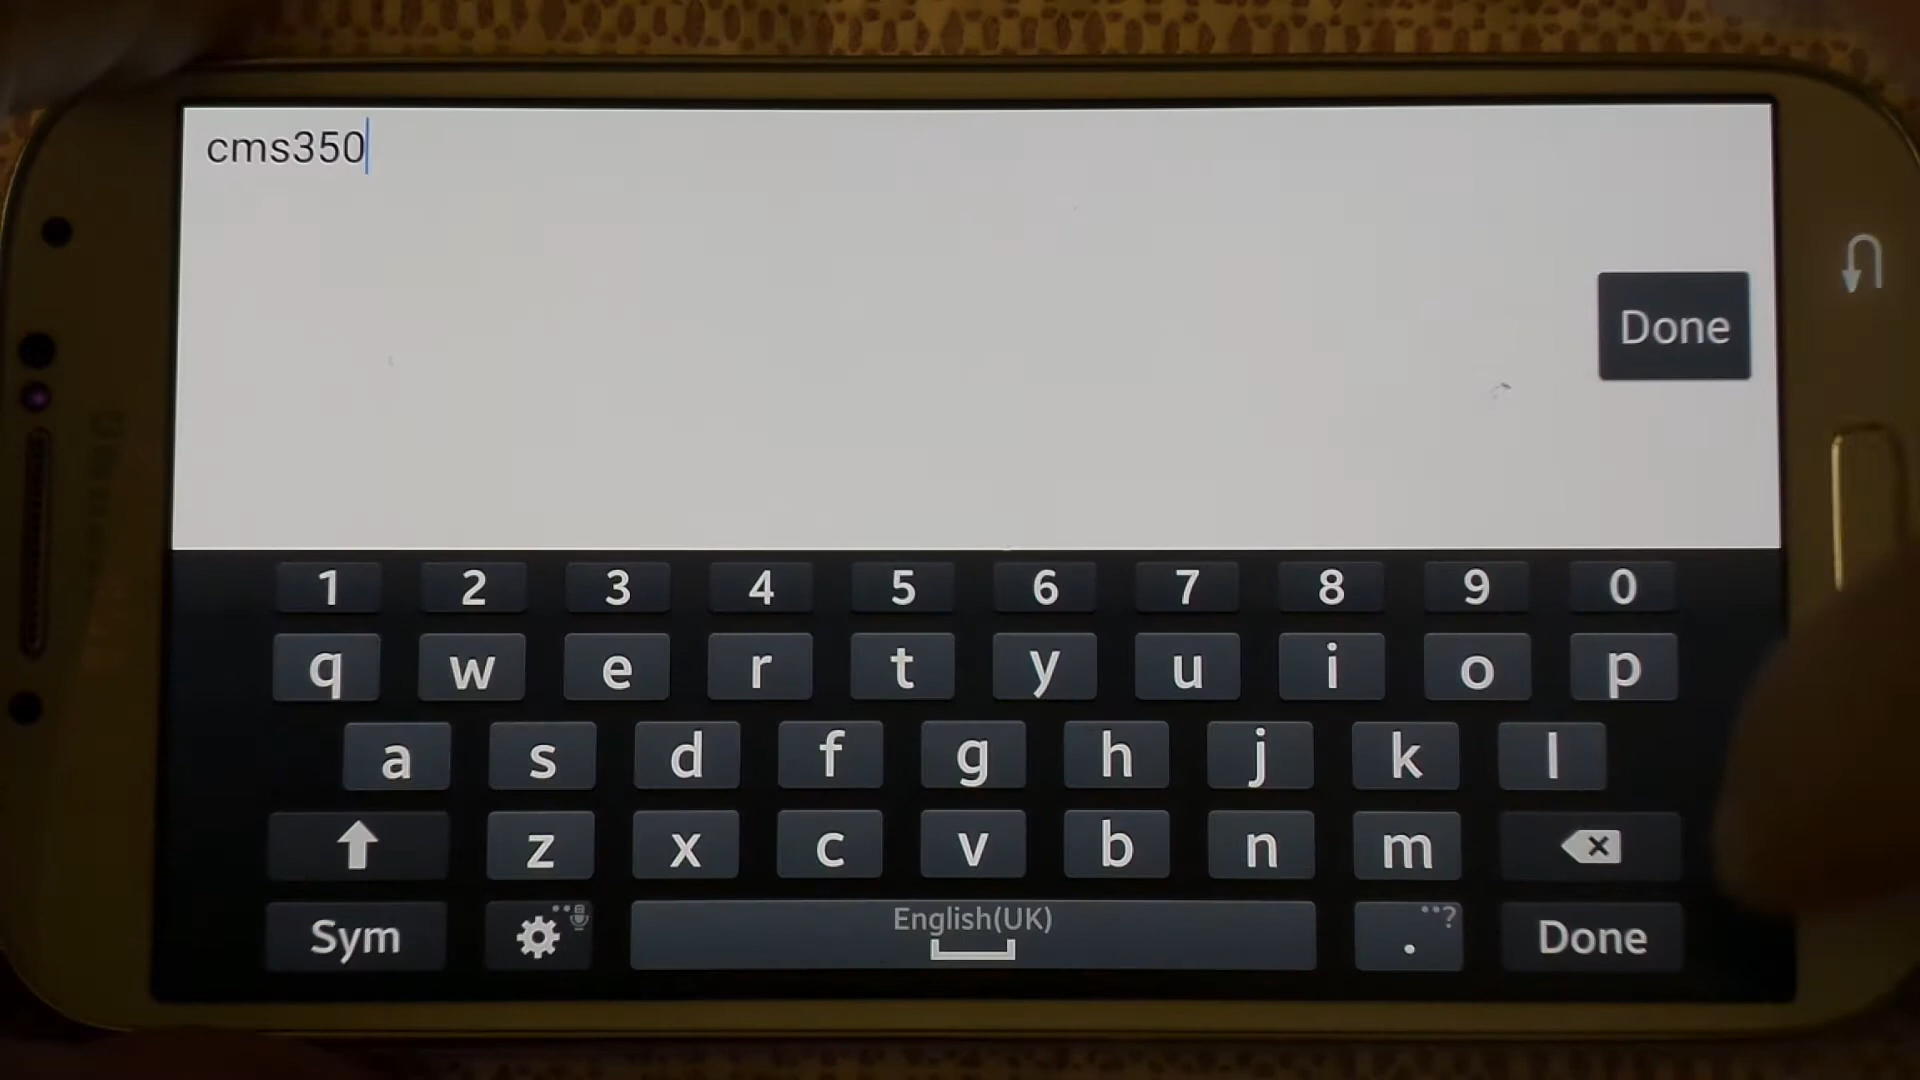 cms350
Done
1 2 3 4 5 6 7 8 9 0
q w e r t y u i o p
a s d f g h j k l
z x c v b n m
Sym English(UK) . ? Done